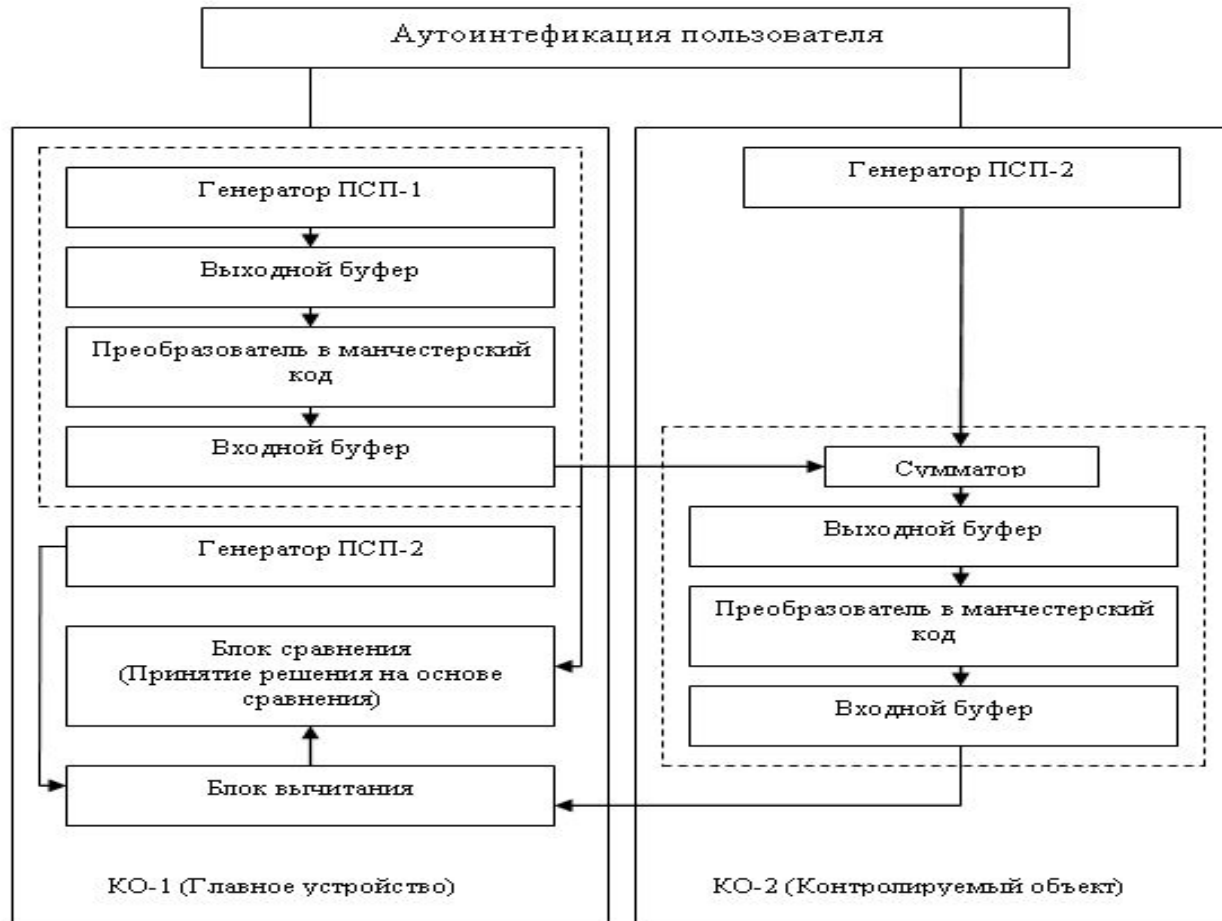 Аутоинтефикация пользователя
Генератор ПСП-1
Выходной буфер
Преобразователь в манчестерский
код
Входной буфер
Генератор ПСП-2
Блок сравнения
(Принятие решения на основе
сравнения)
Блок вычитания
КО-1 (Главное устройство)
Генератор ПСП-2
Сумматор
Выходной буфер
Преобразователь в манчестерский
код
Входной буфер
КО-2 (Контролируемый объект)